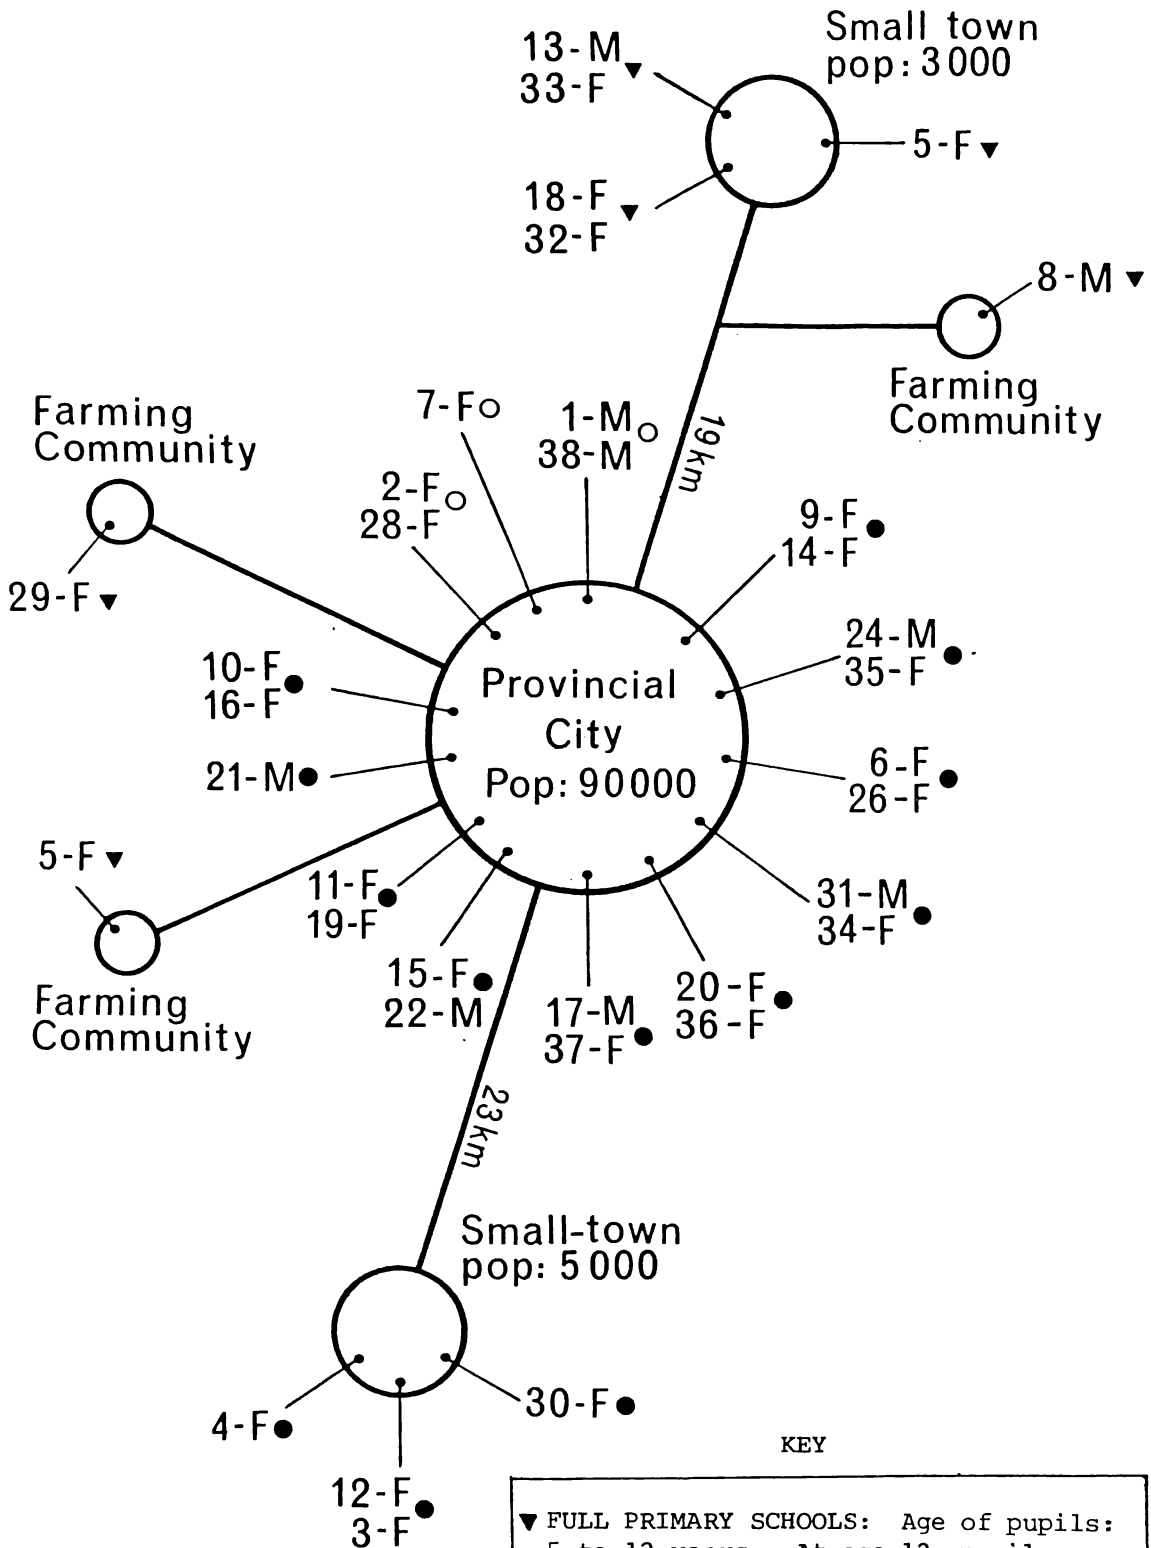 Small town
pop: 3000
13-M
33-F
5-F
18-F
32-F
8-M
Farming
Community
Farming
Community
7-F
1-M
38-M
19km
2-F
28-F
9-F
14-F
29-F
24-M
35-F
10-F
16-F
Provincial
City
Pop: 90000
21-M
6-F
26-F
5-F
11-F
19-F
31-M
34-F
15-F
22-M
17-M
37-F
20-F
36-F
Farming
Community
23km
Small-town
pop: 5000
4-F
30-F
12-F
3-F
KEY
FULL PRIMARY SCHOOLS: Age of pupils: